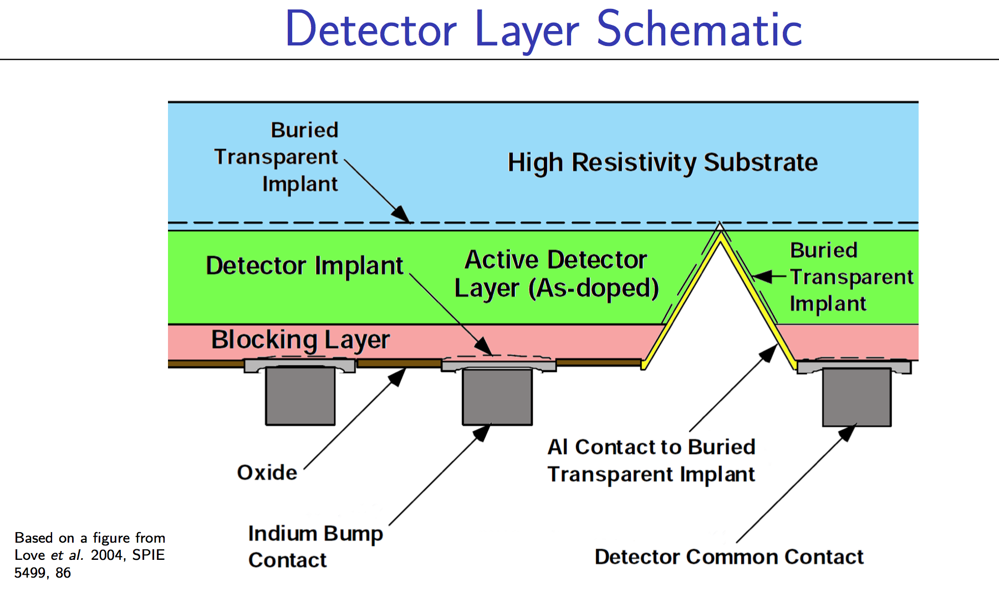 Detector Layer Schematic
Buried
Transparent
Implant
High Resistivity Substrate
Detector Implant
Active Detector
Layer (As-doped)
Buried
Transparent
Implant
Blocking Layer
Oxide
Al Contact to Buried
Transparent Implant
Indium Bump
Contact
Detector Common Contact
Based on a figure from
Love et al. 2004, SPIE
5499, 86